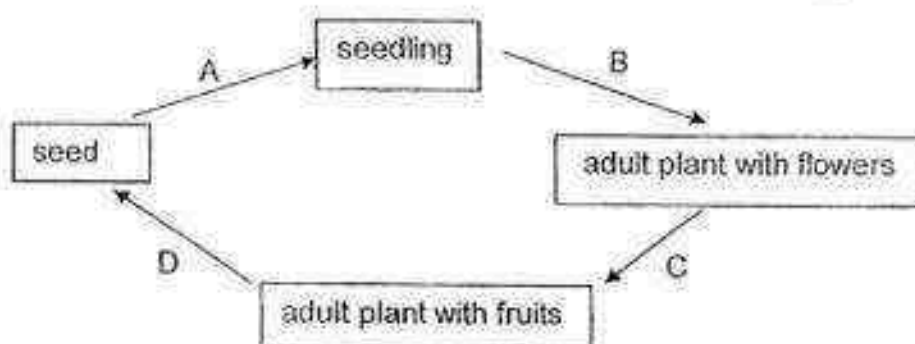 seedling
A
B
seed
adult plant with flowers
D
C
adult plant with fruits